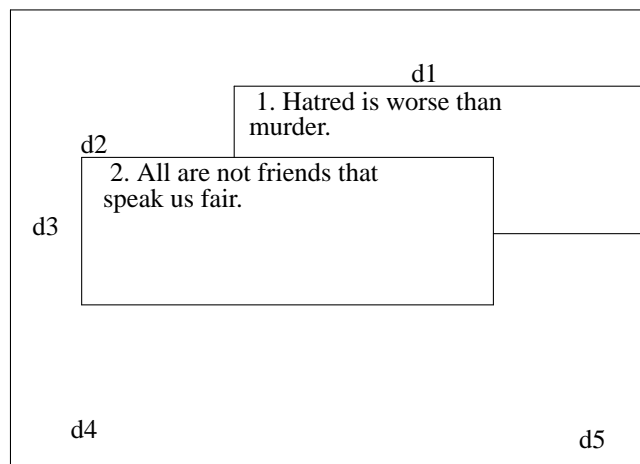 d1
1. Hatred is worse than
murder.
d2
2. All are not friends that
speak us fair.
d3
d4
d5